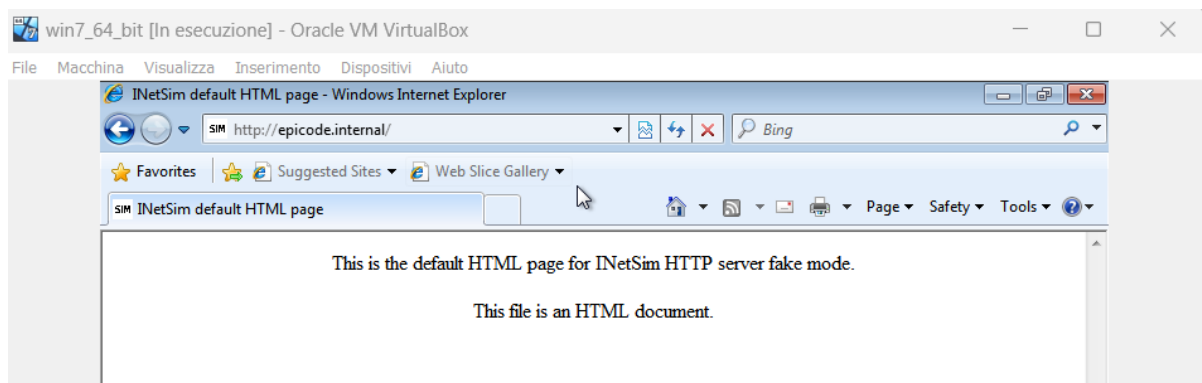 win7_64_bit [In esecuzione] - Oracle VM VirtualBox
File Macchina Visualizza Inserimento Dispositivi Aiuto
INetSim default HTML page - Windows Internet Explorer
SIM http://epicode.internal/ Bing
Favorites Suggested Sites Web Slice Gallery
SIM INetSim default HTML page Page Safety Tools
This is the default HTML page for INetSim HTTP server fake mode.
This file is an HTML document.